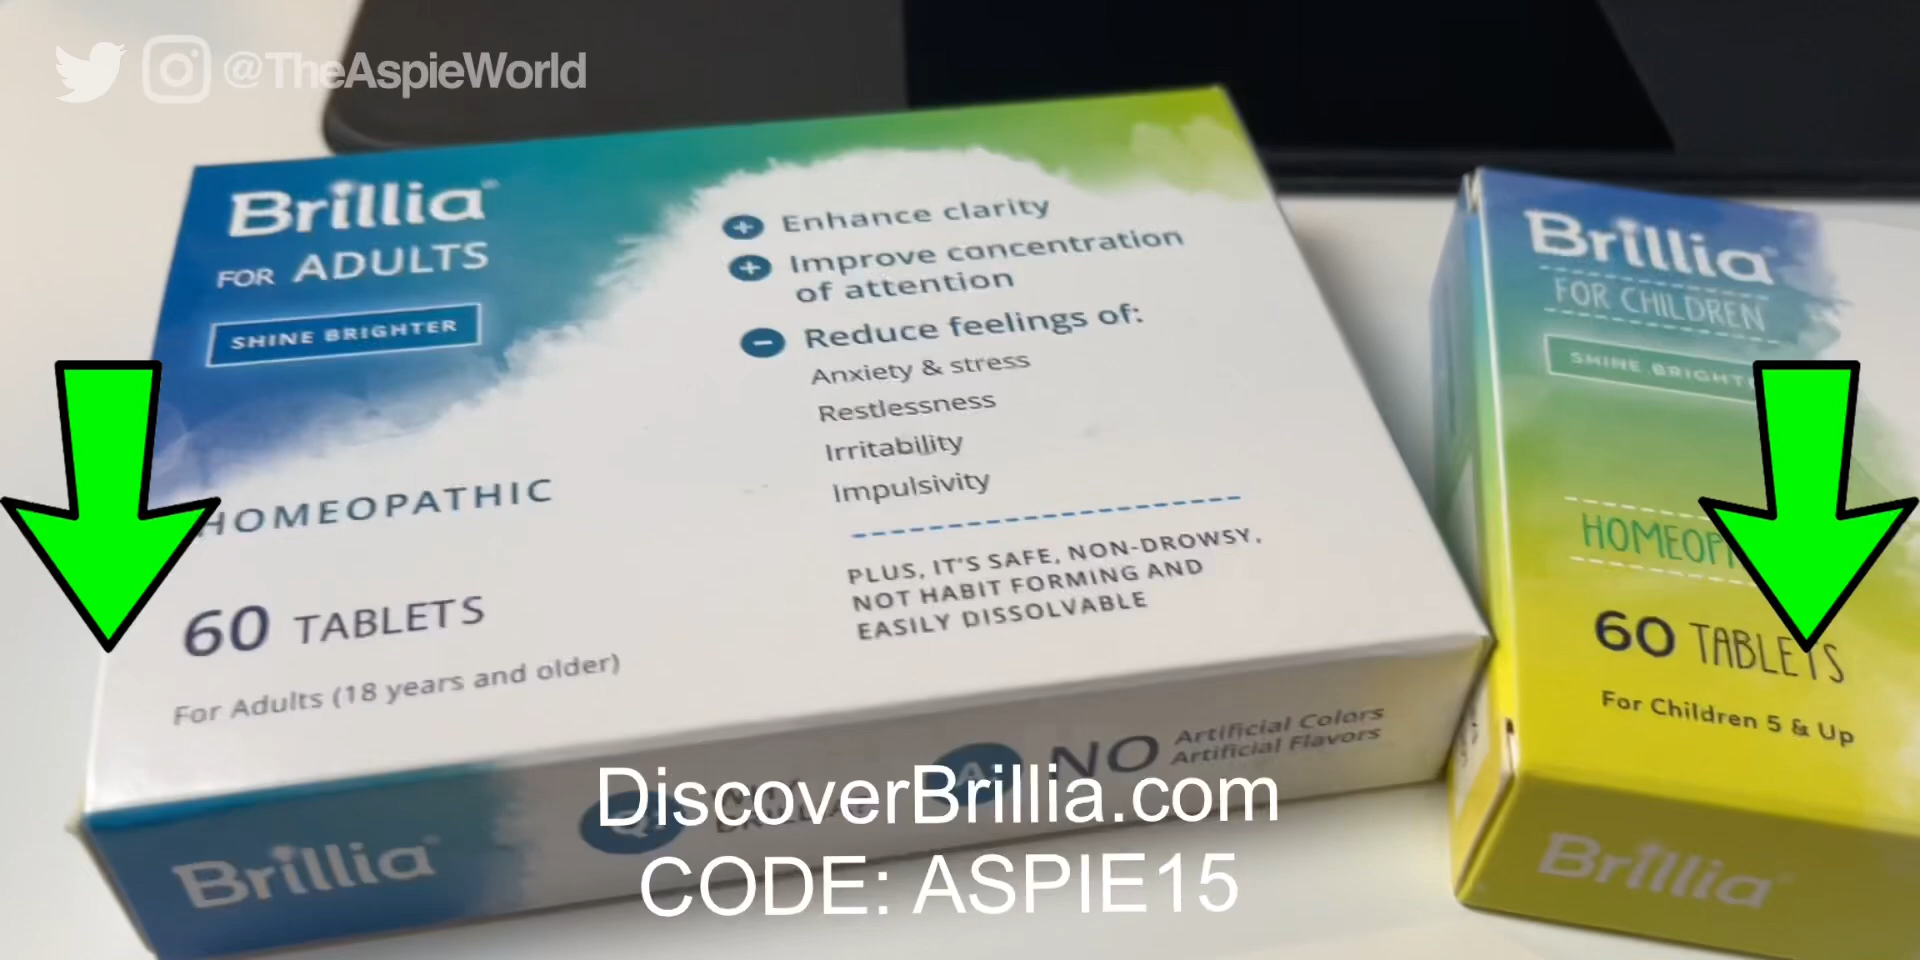 @TheAspieWorld
Brillia®
FOR ADULTS
SHINE BRIGHTER
HOMEOPATHIC
60 TABLETS
For Adults (18 years and older)
Enhance clarity
Improve concentration
of attention
Reduce feelings of:
Anxiety & stress
Restlessness
Irritability
Impulsivity
PLUS, IT'S SAFE, NON-DROWSY,
NOT HABIT FORMING AND
EASILY DISSOLVABLE
Brillia
Q:
A:
NO
Artificial Colors
Artificial Flavors
Brillia
FOR CHILDREN
SHINE
60 TABLETS
For Children 5 & Up
Brillia
DiscoverBrillia.com
CODE: ASPIE15